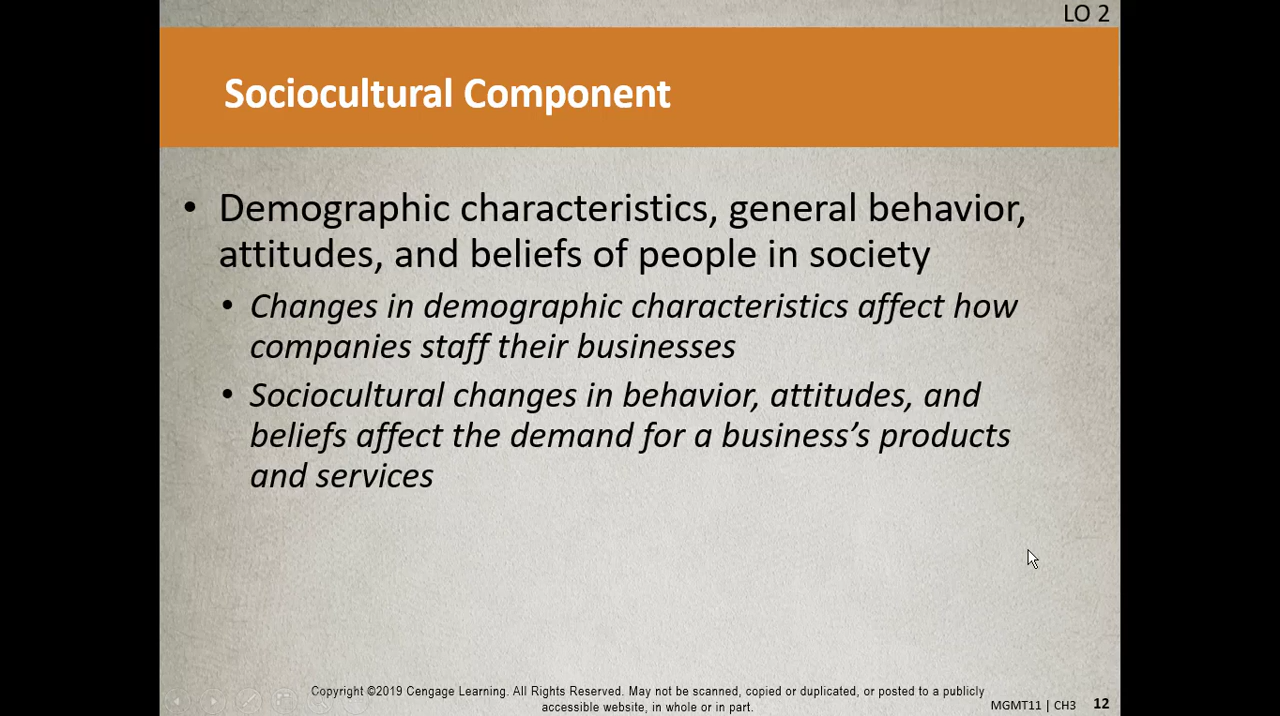 LO 2
Sociocultural Component
• Demographic characteristics, general behavior,
attitudes, and beliefs of people in society
• Changes in demographic characteristics affect how
companies staff their businesses
• Sociocultural changes in behavior, attitudes, and
beliefs affect the demand for a business’s products
and services
Copyright ©2019 Cengage Learning. All Rights Reserved. May not be scanned, copied or duplicated, or posted to a publicly
accessible website, in whole or in part.
MGMT11 | CH3 12